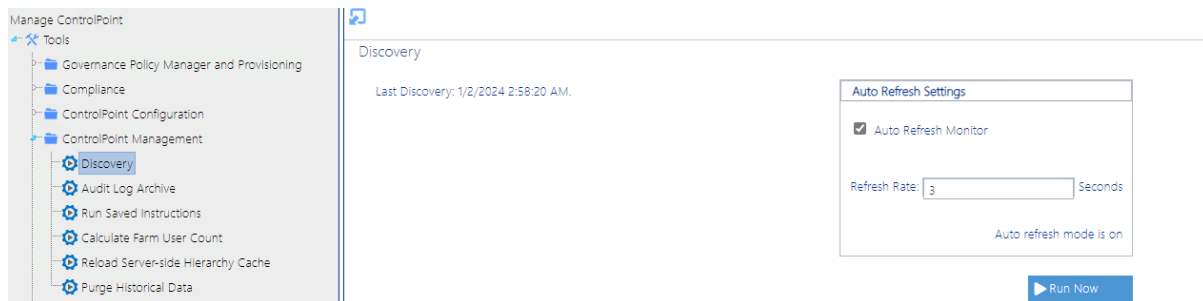 Manage ControlPoint
Tools
Governance Policy Manager and Provisioning
Compliance
ControlPoint Configuration
ControlPoint Management
Discovery
Audit Log Archive
Run Saved Instructions
Calculate Farm User Count
Reload Server-side Hierarchy Cache
Purge Historical Data
Discovery
Last Discovery: 1/2/2024 2:58:20 AM.
Auto Refresh Settings
Auto Refresh Monitor
Refresh Rate: 3 Seconds
Auto refresh mode is on
Run Now